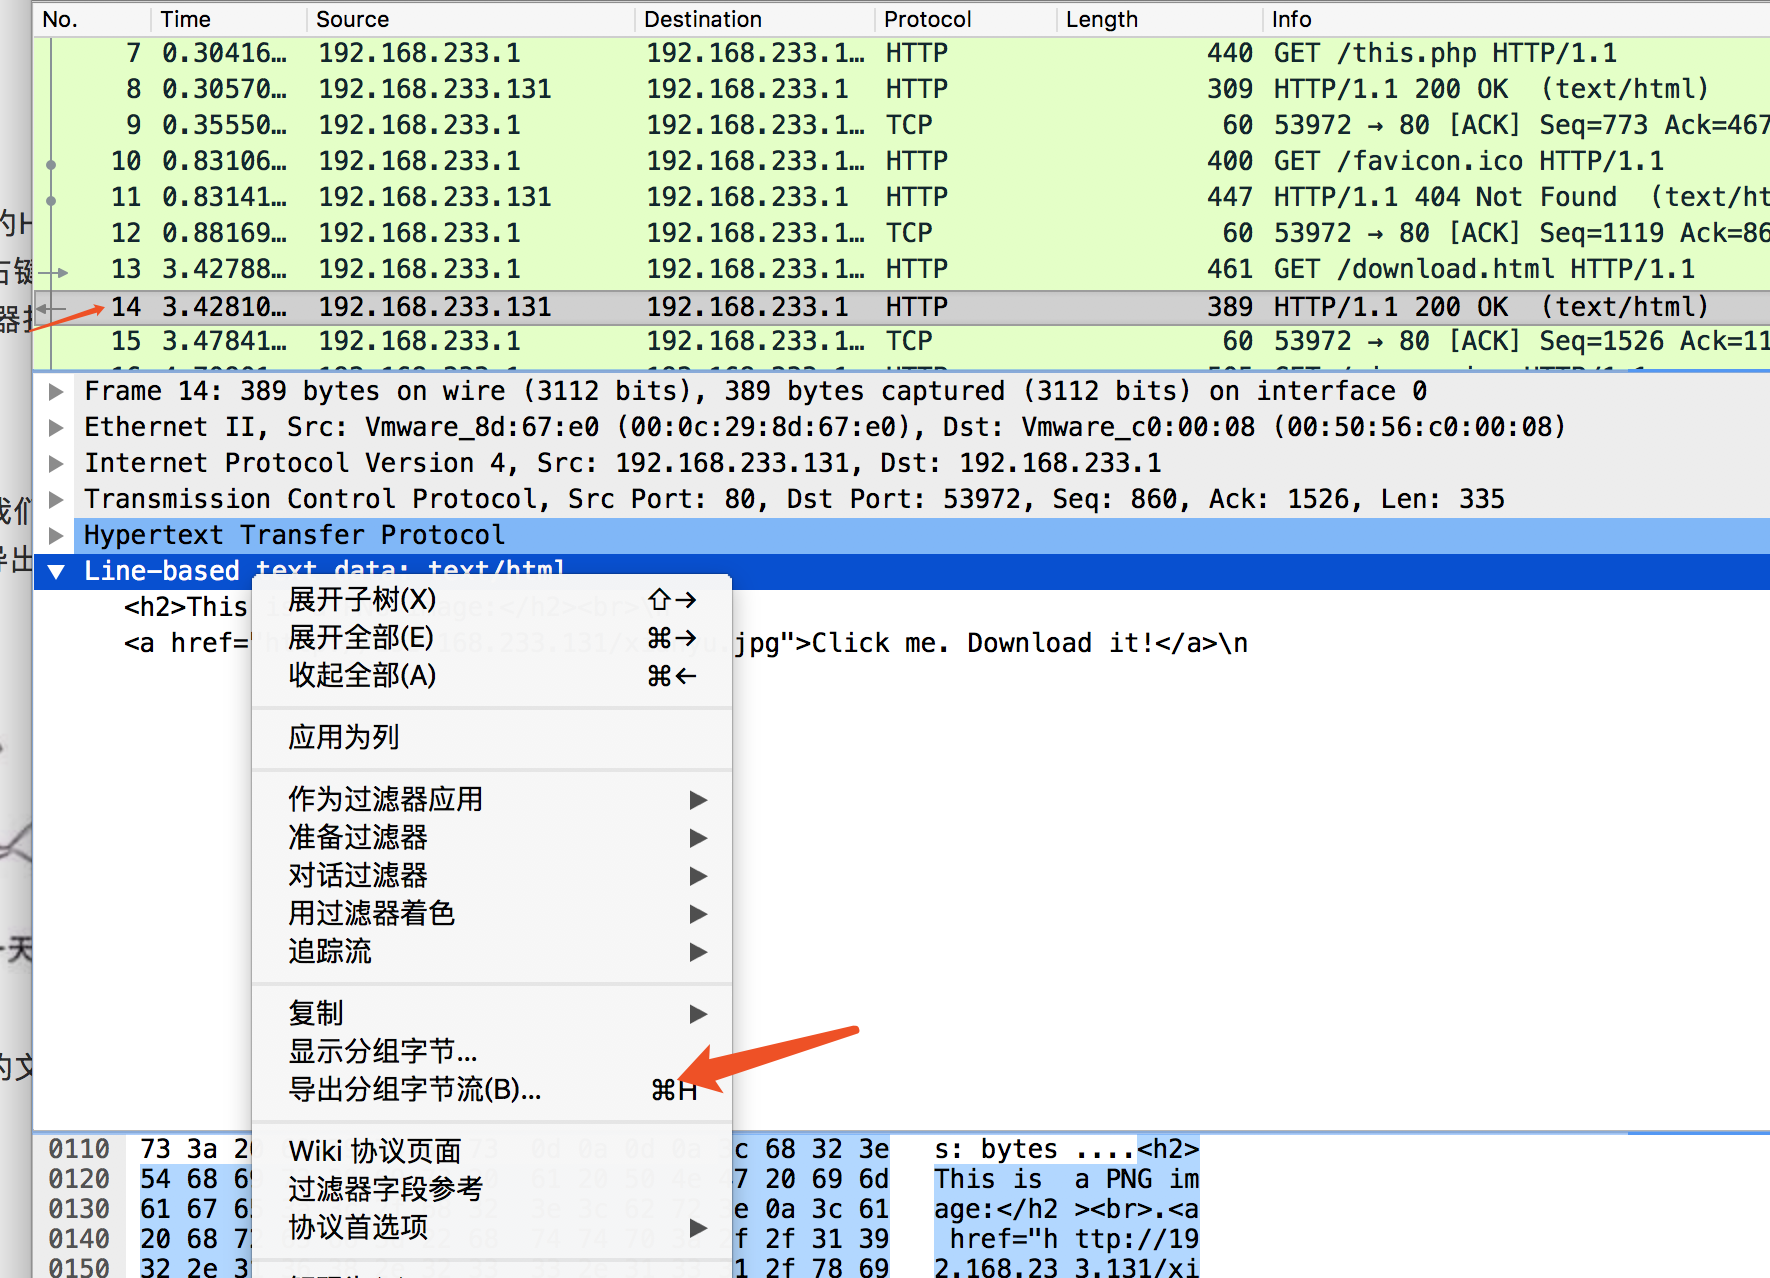 No. Time Source Destination Protocol Length Info
7 0.30416… 192.168.233.1 192.168.233.1… HTTP 440 GET /this.php HTTP/1.1
8 0.30570… 192.168.233.131 192.168.233.1 HTTP 309 HTTP/1.1 200 OK (text/html)
9 0.35550… 192.168.233.1 192.168.233.1… TCP 60 53972 → 80 [ACK] Seq=773 Ack=467
10 0.83106… 192.168.233.1 192.168.233.1… HTTP 400 GET /favicon.ico HTTP/1.1
11 0.83141… 192.168.233.131 192.168.233.1 HTTP 447 HTTP/1.1 404 Not Found (text/ht
12 0.88169… 192.168.233.1 192.168.233.1… TCP 60 53972 → 80 [ACK] Seq=1119 Ack=86
13 3.42788… 192.168.233.1 192.168.233.1… HTTP 461 GET /download.html HTTP/1.1
14 3.42810… 192.168.233.131 192.168.233.1 HTTP 389 HTTP/1.1 200 OK (text/html)
15 3.47841… 192.168.233.1 192.168.233.1… TCP 60 53972 → 80 [ACK] Seq=1526 Ack=11
Frame 14: 389 bytes on wire (3112 bits), 389 bytes captured (3112 bits) on interface 0
Ethernet II, Src: Vmware_8d:67:e0 (00:0c:29:8d:67:e0), Dst: Vmware_c0:00:08 (00:50:56:c0:00:08)
Internet Protocol Version 4, Src: 192.168.233.131, Dst: 192.168.233.1
Transmission Control Protocol, Src Port: 80, Dst Port: 53972, Seq: 860, Ack: 1526, Len: 335
Hypertext Transfer Protocol
Line-based text data: text/html
<h2>This
<a href= jpg">Click me. Download it!</a>\n
展开子树(X) ⇧→
展开全部(E) ⌘→
收起全部(A) ⌘←
应用为列
作为过滤器应用
准备过滤器
对话过滤器
用过滤器着色
追踪流
复制
显示分组字节...
导出分组字节流(B)... ⌘H
Wiki 协议页面
过滤器字段参考
协议首选项
0110 73 3a 20 68 32 3e s: bytes ....<h2>
0120 54 68 69 20 69 6d This is a PNG im
0130 61 67 65 0a 3c 61 age:</h2 ><br>.<a
0140 20 68 72 2f 31 39 href="h ttp://19
0150 32 2e 31 2f 78 69 2.168.23 3.131/xi